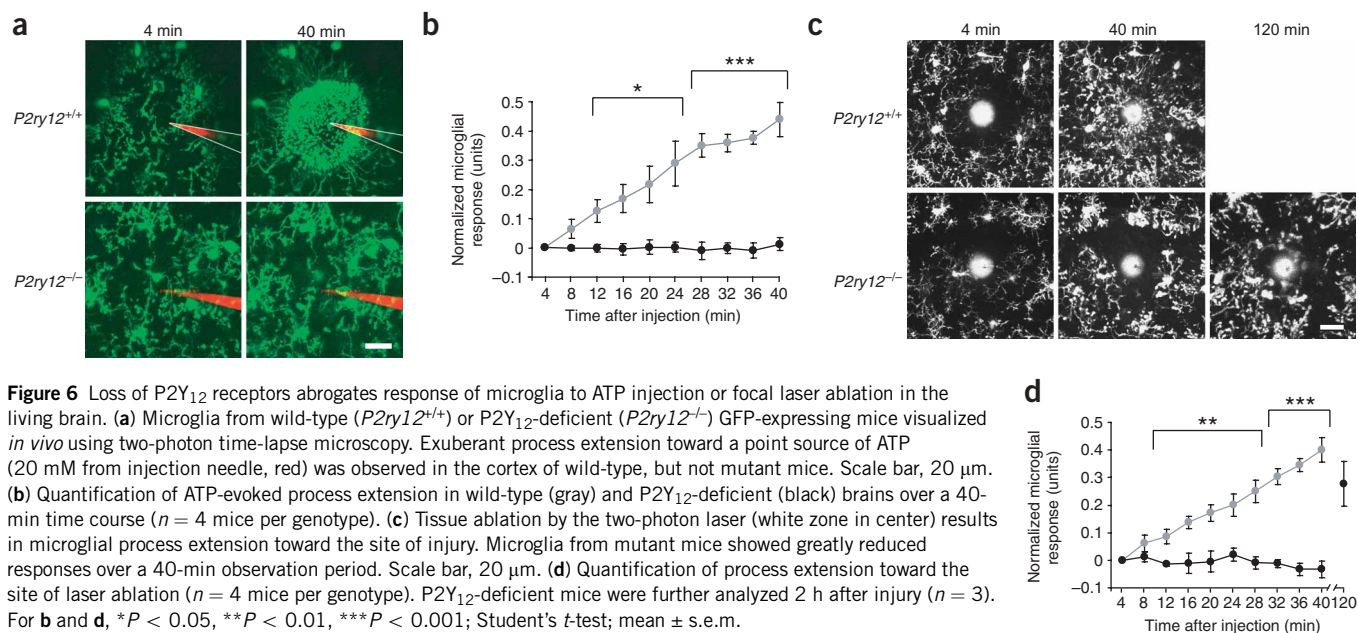 a
4 min 40 min
P2ry12+/+
P2ry12–/–
b
* ***
Normalized microglial
response (units)
0.5
0.4
0.3
0.2
0.1
0
–0.1
4 8 12 16 20 24 28 32 36 40
Time after injection (min)
c
4 min 40 min 120 min
P2ry12+/+
P2ry12–/–
Figure 6 Loss of P2Y12 receptors abrogates response of microglia to ATP injection or focal laser ablation in the
living brain. (a) Microglia from wild-type (P2ry12+/+) or P2Y12-deficient (P2ry12–/–) GFP-expressing mice visualized
in vivo using two-photon time-lapse microscopy. Exuberant process extension toward a point source of ATP
(20 mM from injection needle, red) was observed in the cortex of wild-type, but not mutant mice. Scale bar, 20 μm.
(b) Quantification of ATP-evoked process extension in wild-type (gray) and P2Y12-deficient (black) brains over a 40-
min time course (n = 4 mice per genotype). (c) Tissue ablation by the two-photon laser (white zone in center) results
in microglial process extension toward the site of injury. Microglia from mutant mice showed greatly reduced
responses over a 40-min observation period. Scale bar, 20 μm. (d) Quantification of process extension toward the
site of laser ablation (n = 4 mice per genotype). P2Y12-deficient mice were further analyzed 2 h after injury (n = 3).
For b and d, *P < 0.05, **P < 0.01, ***P < 0.001; Student's t-test; mean ± s.e.m.
d
** ***
Normalized microglial
response (units)
0.5
0.4
0.3
0.2
0.1
0
–0.1
4 8 12 16 20 24 28 32 36 40 120
Time after injection (min)